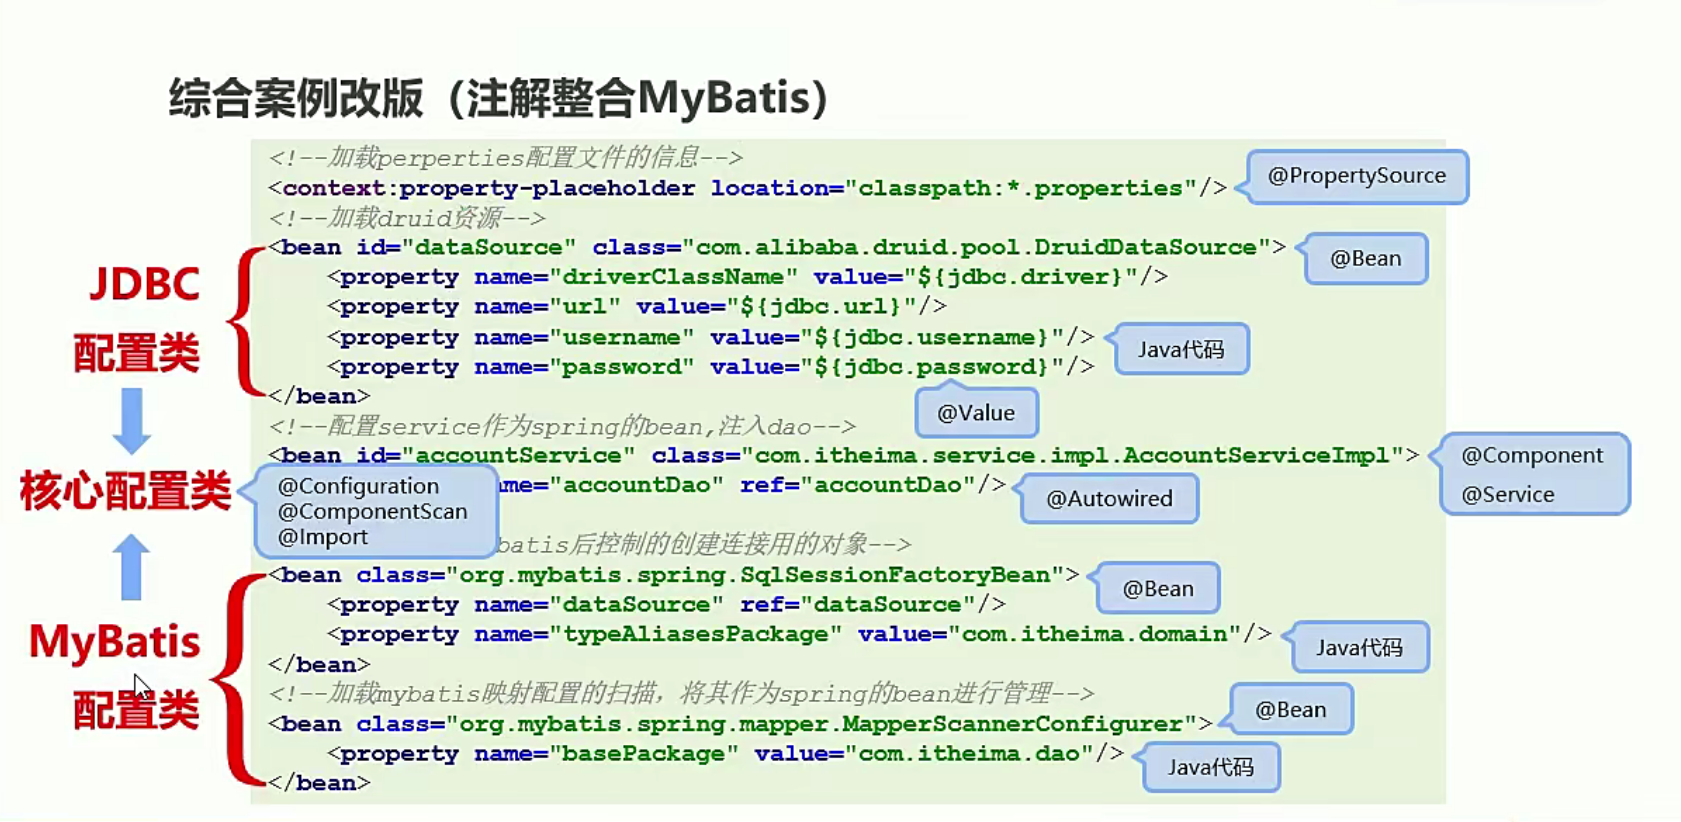 综合案例改版（注解整合MyBatis）
<!--加载perperties配置文件的信息-->
<context:property-placeholder location="classpath:*.properties"/>
@PropertySource
<!--加载druid资源-->
<bean id="dataSource" class="com.alibaba.druid.pool.DruidDataSource">
@Bean
<property name="driverClassName" value="${jdbc.driver}"/>
<property name="url" value="${jdbc.url}"/>
<property name="username" value="${jdbc.username}"/>
Java代码
<property name="password" value="${jdbc.password}"/>
@Value
</bean>
JDBC
配置类
<!--配置service作为spring的bean,注入dao-->
<bean id="accountService" class="com.itheima.service.impl.AccountServiceImpl">
@Component
@Service
me="accountDao" ref="accountDao"/>
@Autowired
核心配置类
@Configuration
@ComponentScan
@Import
batis后控制的创建连接用的对象-->
<bean class="org.mybatis.spring.SqlSessionFactoryBean">
@Bean
<property name="dataSource" ref="dataSource"/>
<property name="typeAliasesPackage" value="com.itheima.domain"/>
Java代码
</bean>
MyBatis
配置类
<!--加载mybatis映射配置的扫描，将其作为spring的bean进行管理-->
<bean class="org.mybatis.spring.mapper.MapperScannerConfigurer">
@Bean
<property name="basePackage" value="com.itheima.dao"/>
Java代码
</bean>